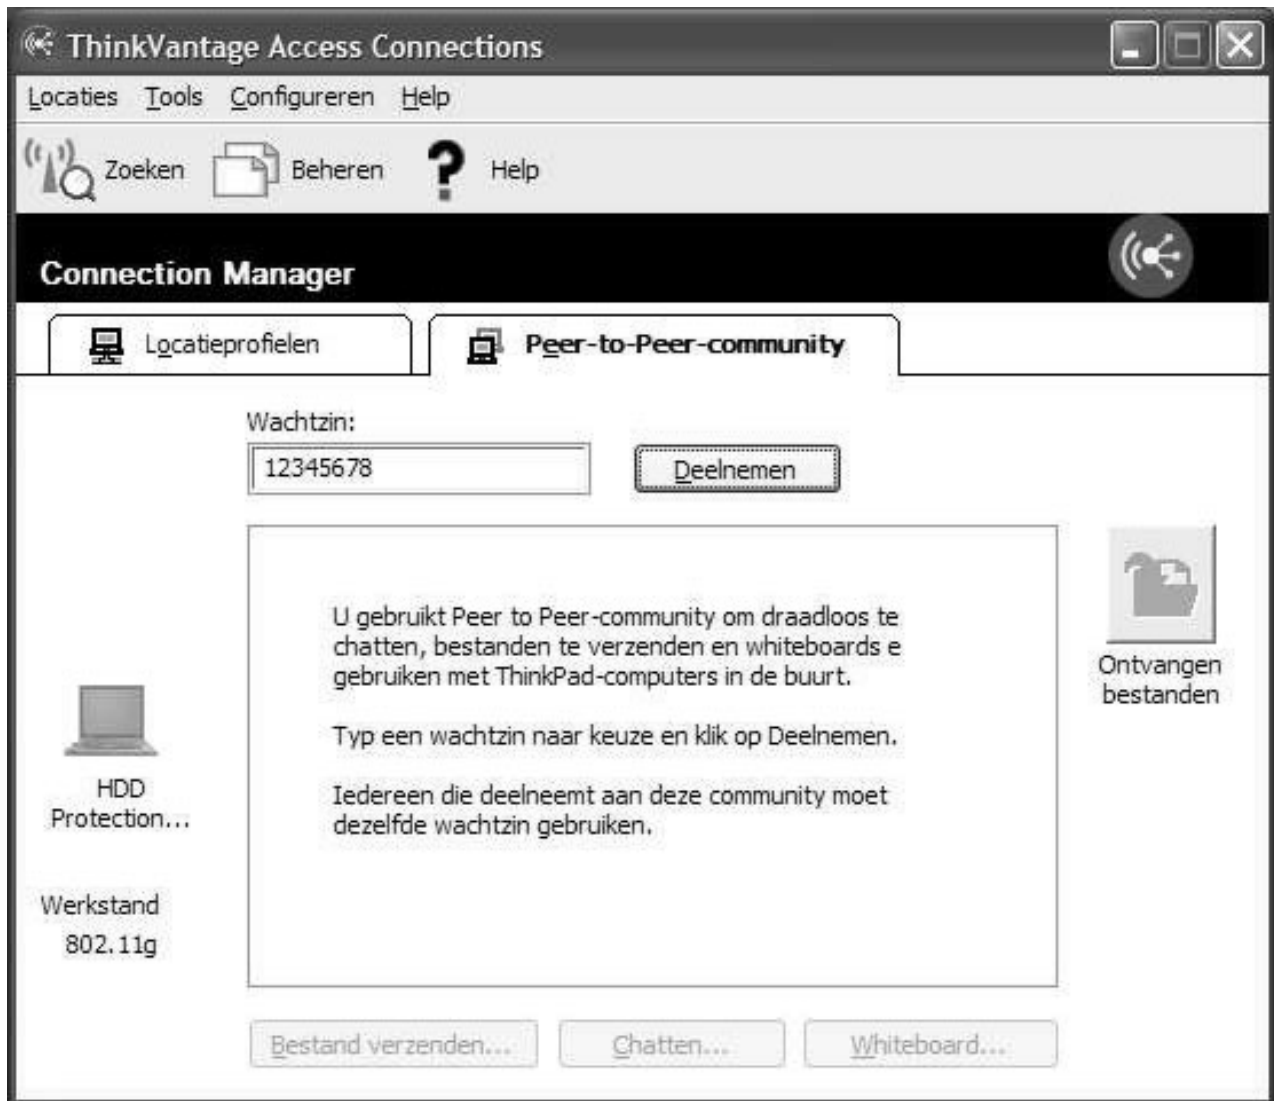 ThinkVantage Access Connections
Locaties Tools Configureren Help
Zoeken Beheren Help
Connection Manager
Locatieprofielen Peer-to-Peer-community
Wachtzin:
12345678 Deelnemen
U gebruikt Peer to Peer-community om draadloos te
chatten, bestanden te verzenden en whiteboards e
gebruiken met ThinkPad-computers in de buurt.
Typ een wachtzin naar keuze en klik op Deelnemen.
Iedereen die deelneemt aan deze community moet
dezelfde wachtzin gebruiken.
Ontvangen
bestanden
HDD
Protection...
Werkstand
802.11g
Bestand verzenden... Chatten... Whiteboard...